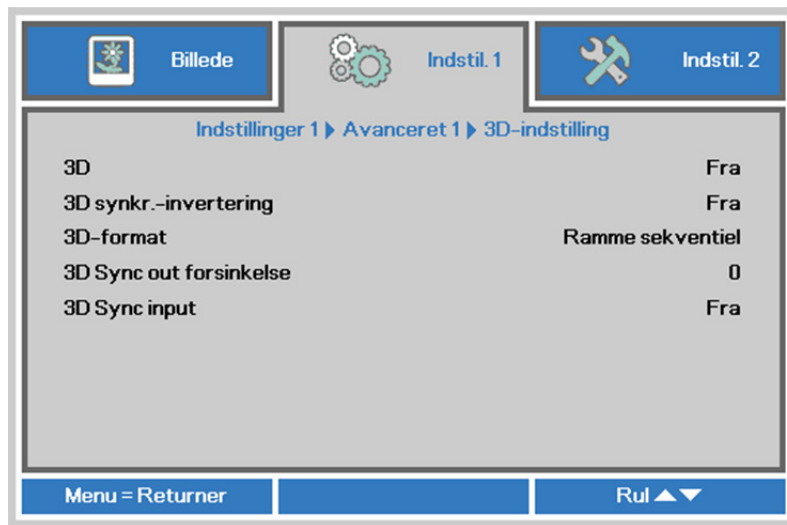 Billede
Indstil. 1
Indstil. 2
Indstillinger 1 ▶ Avanceret 1 ▶ 3D-indstilling
3D Fra
3D synkr.-invertering Fra
3D-format Ramme sekventiel
3D Sync out forsinkelse 0
3D Sync input Fra
Menu = Returner
Rul ▲▼